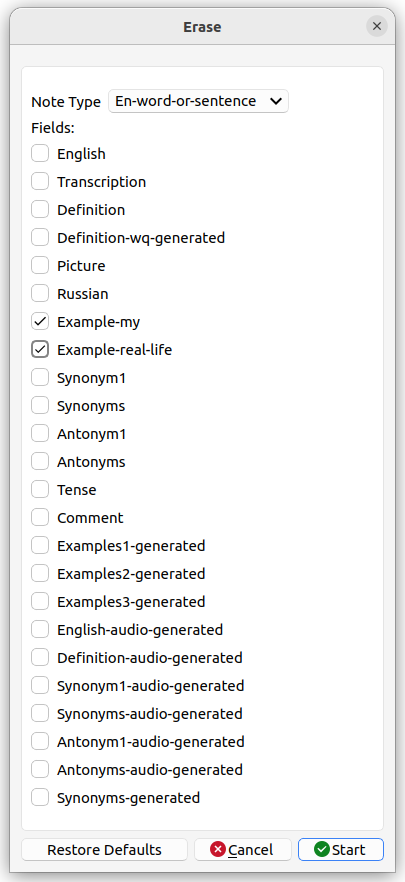 Erase
Note Type En-word-or-sentence
Fields:
English
Transcription
Definition
Definition-wq-generated
Picture
Russian
Example-my
Example-real-life
Synonym1
Synonyms
Antonym1
Antonyms
Tense
Comment
Examples1-generated
Examples2-generated
Examples3-generated
English-audio-generated
Definition-audio-generated
Synonym1-audio-generated
Synonyms-audio-generated
Antonym1-audio-generated
Antonyms-audio-generated
Synonyms-generated
Restore Defaults Cancel Start